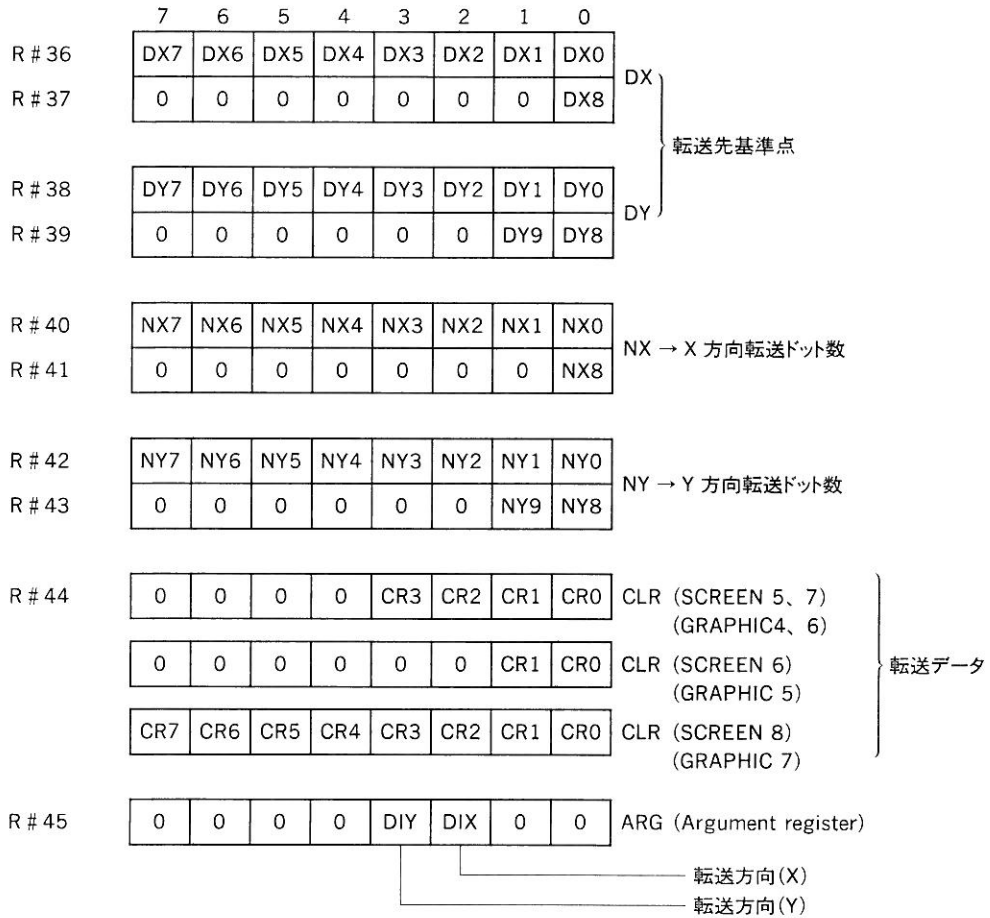 7 6 5 4 3 2 1 0
R#36 DX7 DX6 DX5 DX4 DX3 DX2 DX1 DX0
DX
R#37 0 0 0 0 0 0 0 DX8
転送先基準点
R#38 DY7 DY6 DY5 DY4 DY3 DY2 DY1 DY0
DY
R#39 0 0 0 0 0 0 DY9 DY8
R#40 NX7 NX6 NX5 NX4 NX3 NX2 NX1 NX0
NX → X 方向転送ドット数
R#41 0 0 0 0 0 0 0 NX8
R#42 NY7 NY6 NY5 NY4 NY3 NY2 NY1 NY0
NY → Y 方向転送ドット数
R#43 0 0 0 0 0 0 NY9 NY8
R#44 0 0 0 0 CR3 CR2 CR1 CR0 CLR (SCREEN 5、7)
(GRAPHIC4、6)
0 0 0 0 0 0 CR1 CR0 CLR (SCREEN 6)
転送データ
(GRAPHIC 5)
CR7 CR6 CR5 CR4 CR3 CR2 CR1 CR0 CLR (SCREEN 8)
(GRAPHIC 7)
R#45 0 0 0 0 DIY DIX 0 0 ARG (Argument register)
転送方向(X)
転送方向(Y)